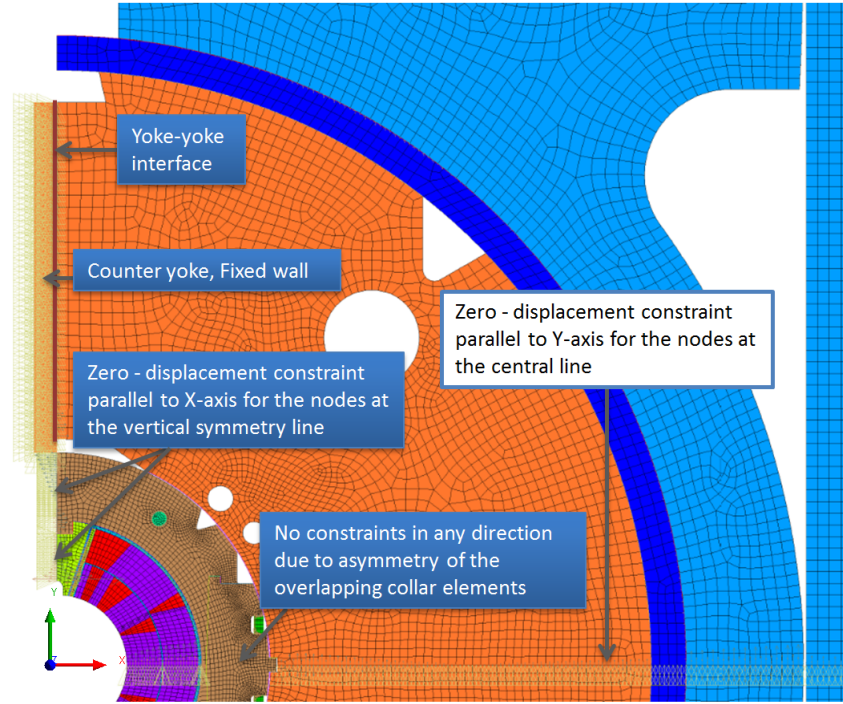 Yoke-yoke
interface
Counter yoke, Fixed wall
Zero - displacement constraint
parallel to Y-axis for the nodes at
the central line
Zero - displacement constraint
parallel to X-axis for the nodes at
the vertical symmetry line
No constraints in any direction
due to asymmetry of the
overlapping collar elements
Y
Z
X